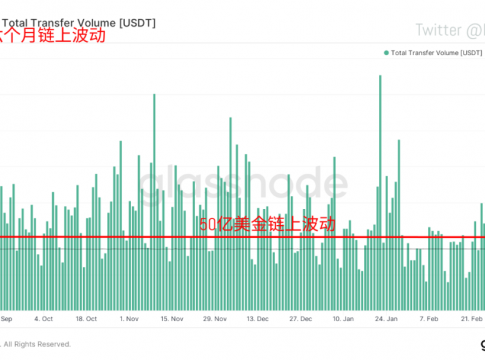 Total Transfer Volume [USDT]
Twitter @
六个月链上波动
Total Transfer Volume [USDT]
glassnode
50亿美金链上波动
Sep 4. Oct 18. Oct 1. Nov 15. Nov 29. Nov 13. Dec 27. Dec 10. Jan 24. Jan 7. Feb 21. Feb
. All Rights Reserved.